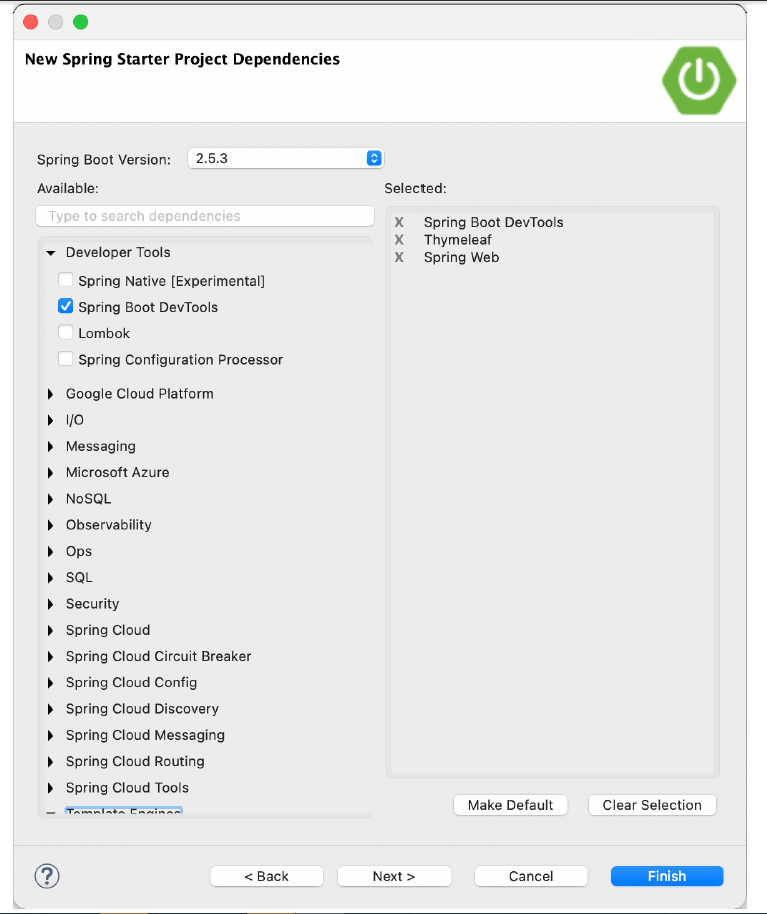 New Spring Starter Project Dependencies
Spring Boot Version:
2.5.3
Available:
Selected:
Type to search dependencies
Developer Tools
Spring Native [Experimental]
Spring Boot DevTools
Lombok
Spring Configuration Processor
Google Cloud Platform
I/O
Messaging
Microsoft Azure
NoSQL
Observability
Ops
SQL
Security
Spring Cloud
Spring Cloud Circuit Breaker
Spring Cloud Config
Spring Cloud Discovery
Spring Cloud Messaging
Spring Cloud Routing
Spring Cloud Tools
Template Engines
X Spring Boot DevTools
X Thymeleaf
X Spring Web
Make Default
Clear Selection
?
< Back
Next >
Cancel
Finish